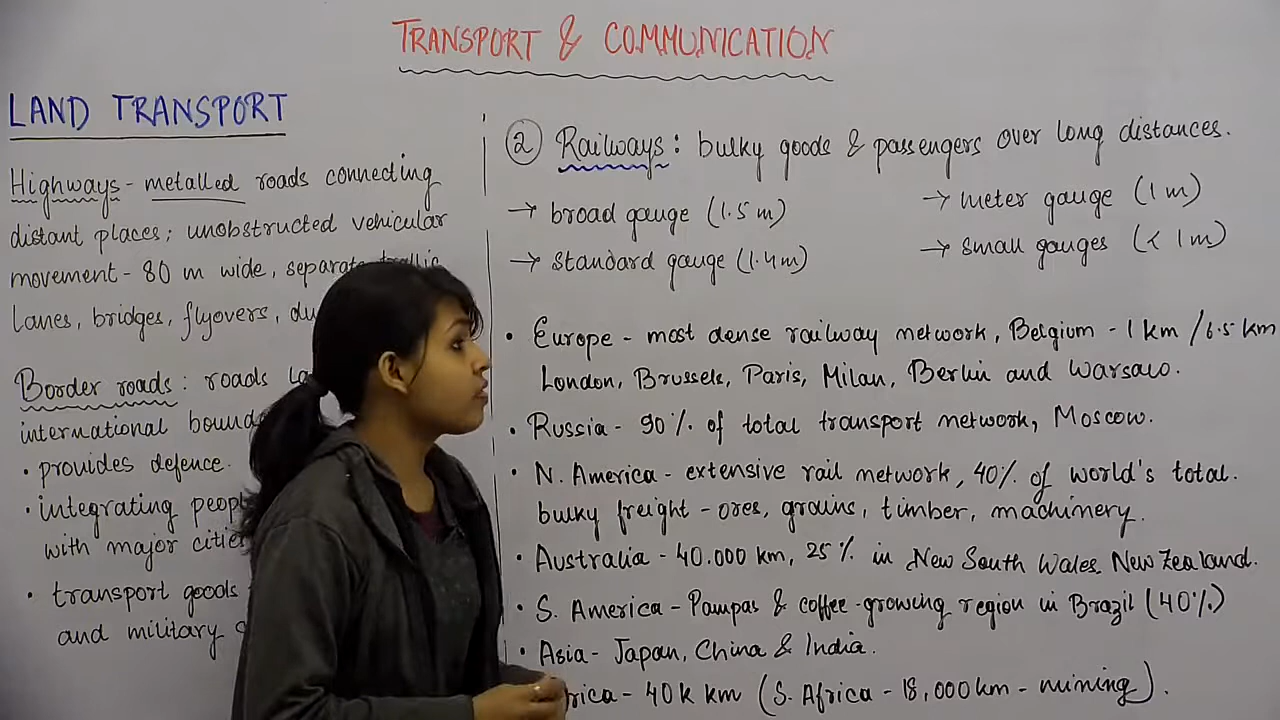 TRANSPORT & COMMUNICATION
LAND TRANSPORT
Highways - metalled roads connecting
distant places; unobstructed vehicular
movement - 80 m wide, separate
lanes, bridges, flyovers,
Border roads: roads
international
• provides defence.
• integrating
with major cities
• transport goods
and military
② Railways: bulky goods & passengers over long distances.
→ broad gauge (1.5 m) → meter gauge (1 m)
→ standard gauge (1.4m) → small gauges (< 1m)
• Europe - most dense railway network, Belgium - 1 km / 6.5 km
London, Brussels, Paris, Milan, Berlin and Warsaw.
• Russia - 90% of total transport network, Moscow.
• N. America - extensive rail network, 40% of world's total.
bulky freight - ores, grains, timber, machinery.
• Australia - 40.000 km, 25% in New South Wales, New Zealand.
• S. America - Pampas & coffee-growing region in Brazil (40%)
• Asia - Japan, China & India.
frica - 40k km (S. Africa - 18,000km - mining).